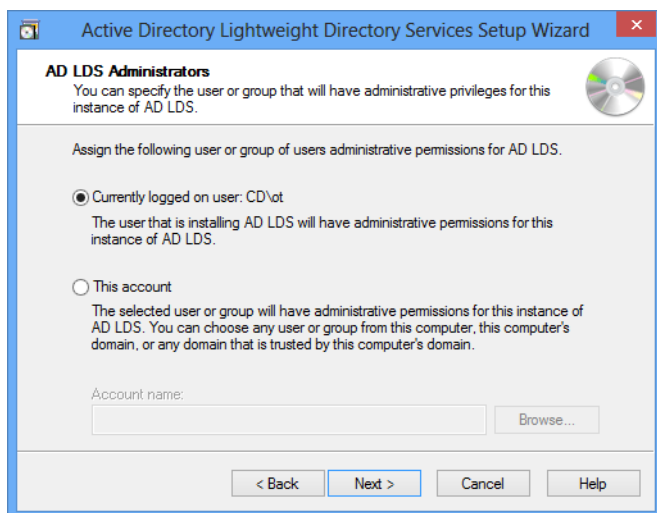 Active Directory Lightweight Directory Services Setup Wizard
AD LDS Administrators
You can specify the user or group that will have administrative privileges for this
instance of AD LDS.
Assign the following user or group of users administrative permissions for AD LDS.
Currently logged on user: CD\ot
The user that is installing AD LDS will have administrative permissions for this
instance of AD LDS.
This account
The selected user or group will have administrative permissions for this instance of
AD LDS. You can choose any user or group from this computer, this computer's
domain, or any domain that is trusted by this computer's domain.
Account name:
Browse...
< Back
Next >
Cancel
Help